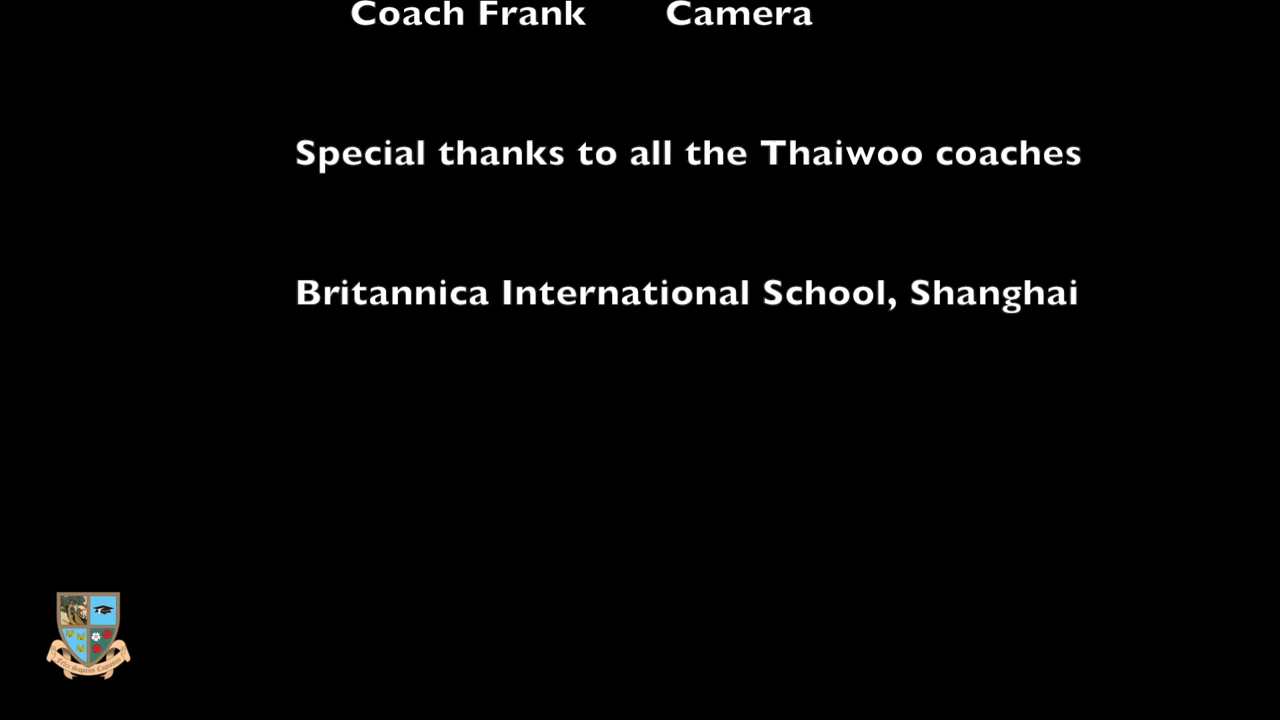 Coach Frank Camera
Special thanks to all the Thaiwoo coaches
Britannica International School, Shanghai